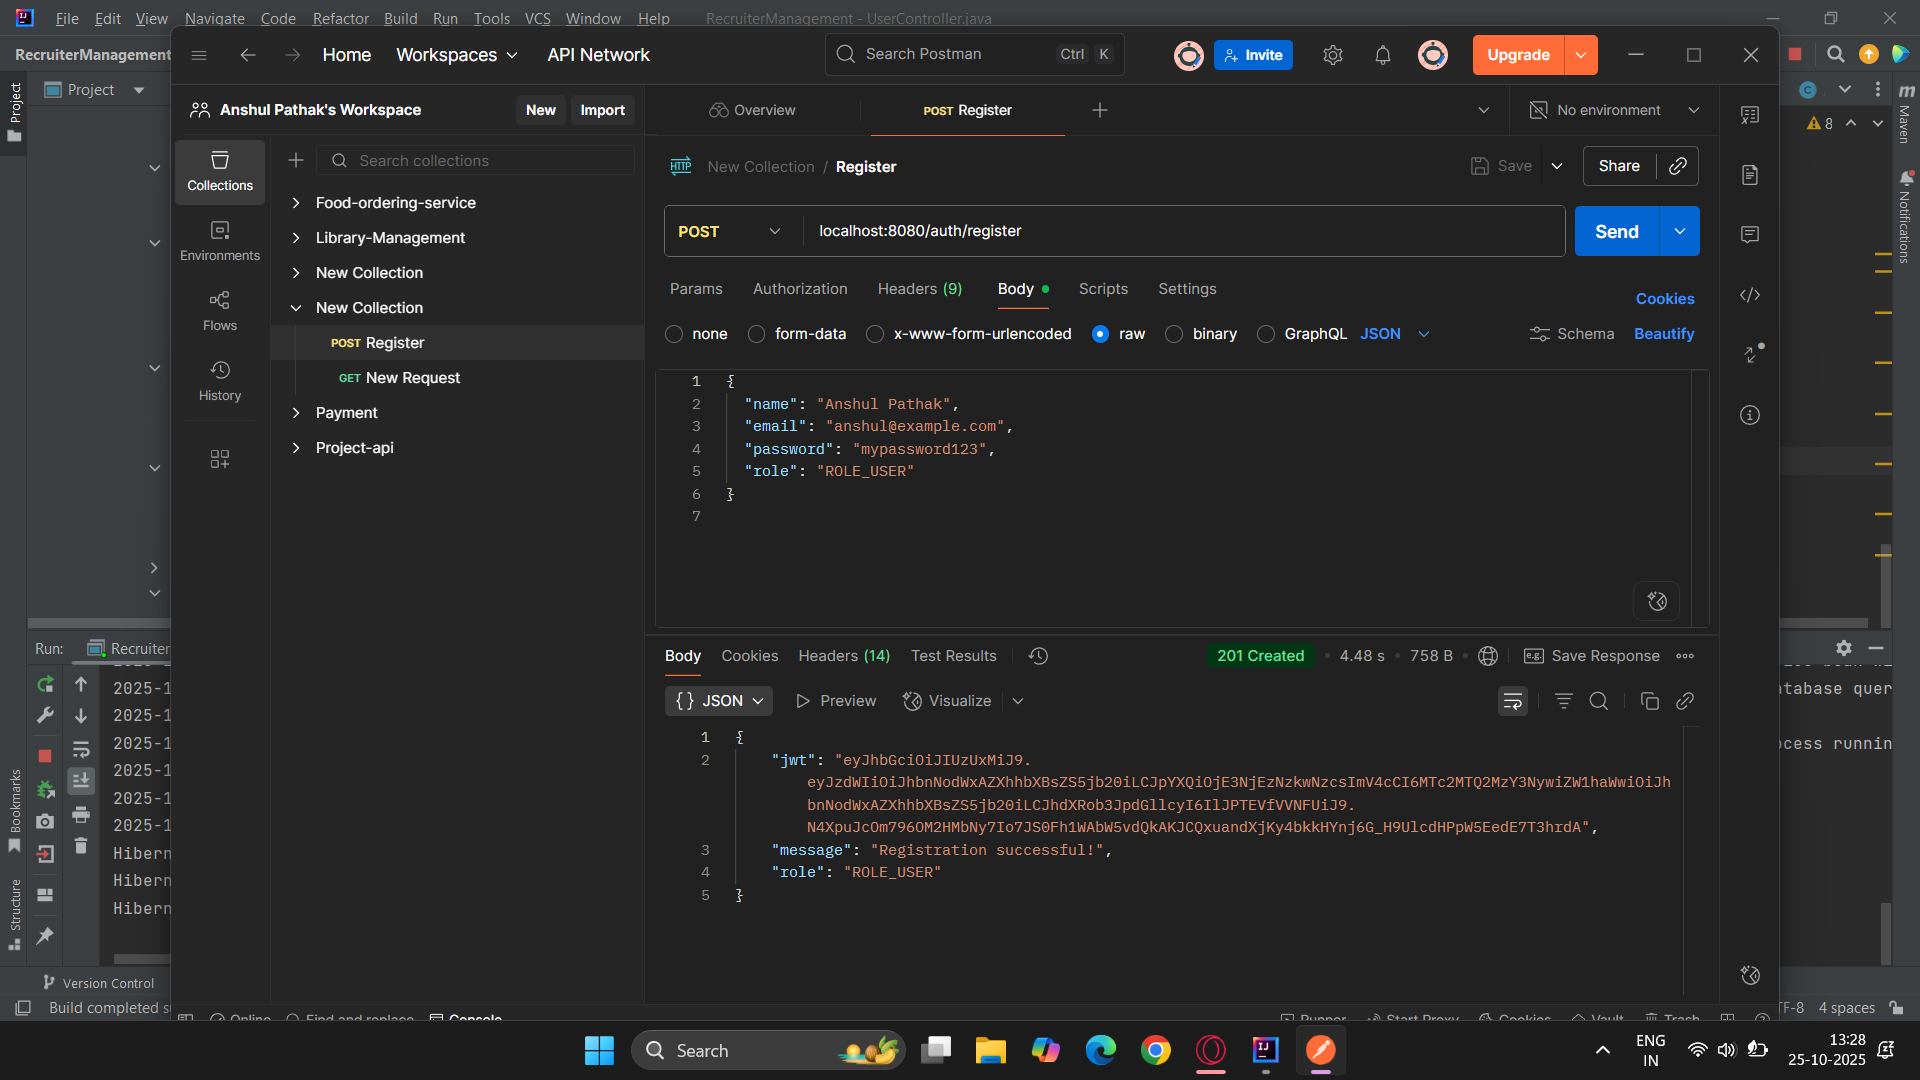 File Edit View Navigate Code Refactor Build Run Tools VCS Window Help RecruiterManagement - UserController.java
RecruiterManagement
Home Workspaces API Network Search Postman Ctrl K Invite Upgrade
Project
Project
Anshul Pathak's Workspace New Import
Overview POST Register No environment
8
Maven
Notifications
Collections
Environments
Flows
History
Search collections
Food-ordering-service
Library-Management
New Collection
New Collection
POST Register
GET New Request
Payment
Project-api
HTTP New Collection / Register Save Share
POST localhost:8080/auth/register Send
Params Authorization Headers (9) Body Scripts Settings Cookies
none form-data x-www-form-urlencoded raw binary GraphQL JSON Schema Beautify
1 {
2 "name": "Anshul Pathak",
3 "email": "anshul@example.com",
4 "password": "mypassword123",
5 "role": "ROLE_USER"
6 }
7
Body Cookies Headers (14) Test Results 201 Created • 4.48 s • 758 B Save Response
{} JSON Preview Visualize
1 {
2 "jwt": "eyJhbGciOiJIUzUxMiJ9.
eyJzdWIiOiJhbnNodWxAZXhhbXBsZS5jb20iLCJpYXQiOjE3NjEzNzkwNzcsImV4cCI6MTc2MTQ2MzY3NywiZW1haWwiOiJh
bnNodWxAZXhhbXBsZS5jb20iLCJhdXRob3JpdGllcyI6IlJPTEVfVVNFUiJ9.
N4XpuJcOm796OM2HMbNy7Io7JS0Fh1WAbW5vdQkAKJCQxuandXjKy4bkkHYnj6G_H9UlcdHPpW5EedE7T3hrdA",
3 "message": "Registration successful!",
4 "role": "ROLE_USER"
5 }
Run: Recruiter
2025-1
2025-1
2025-1
2025-1
2025-1
2025-1
Hibern
Hibern
Hibern
tabase quer
cess runnin
Bookmarks
Structure
Version Control
Build completed
Online Find and replace Console Runner Start Proxy Cookies Vault Trash
TF-8 4 spaces
Search
ENG
IN
13:28
25-10-2025